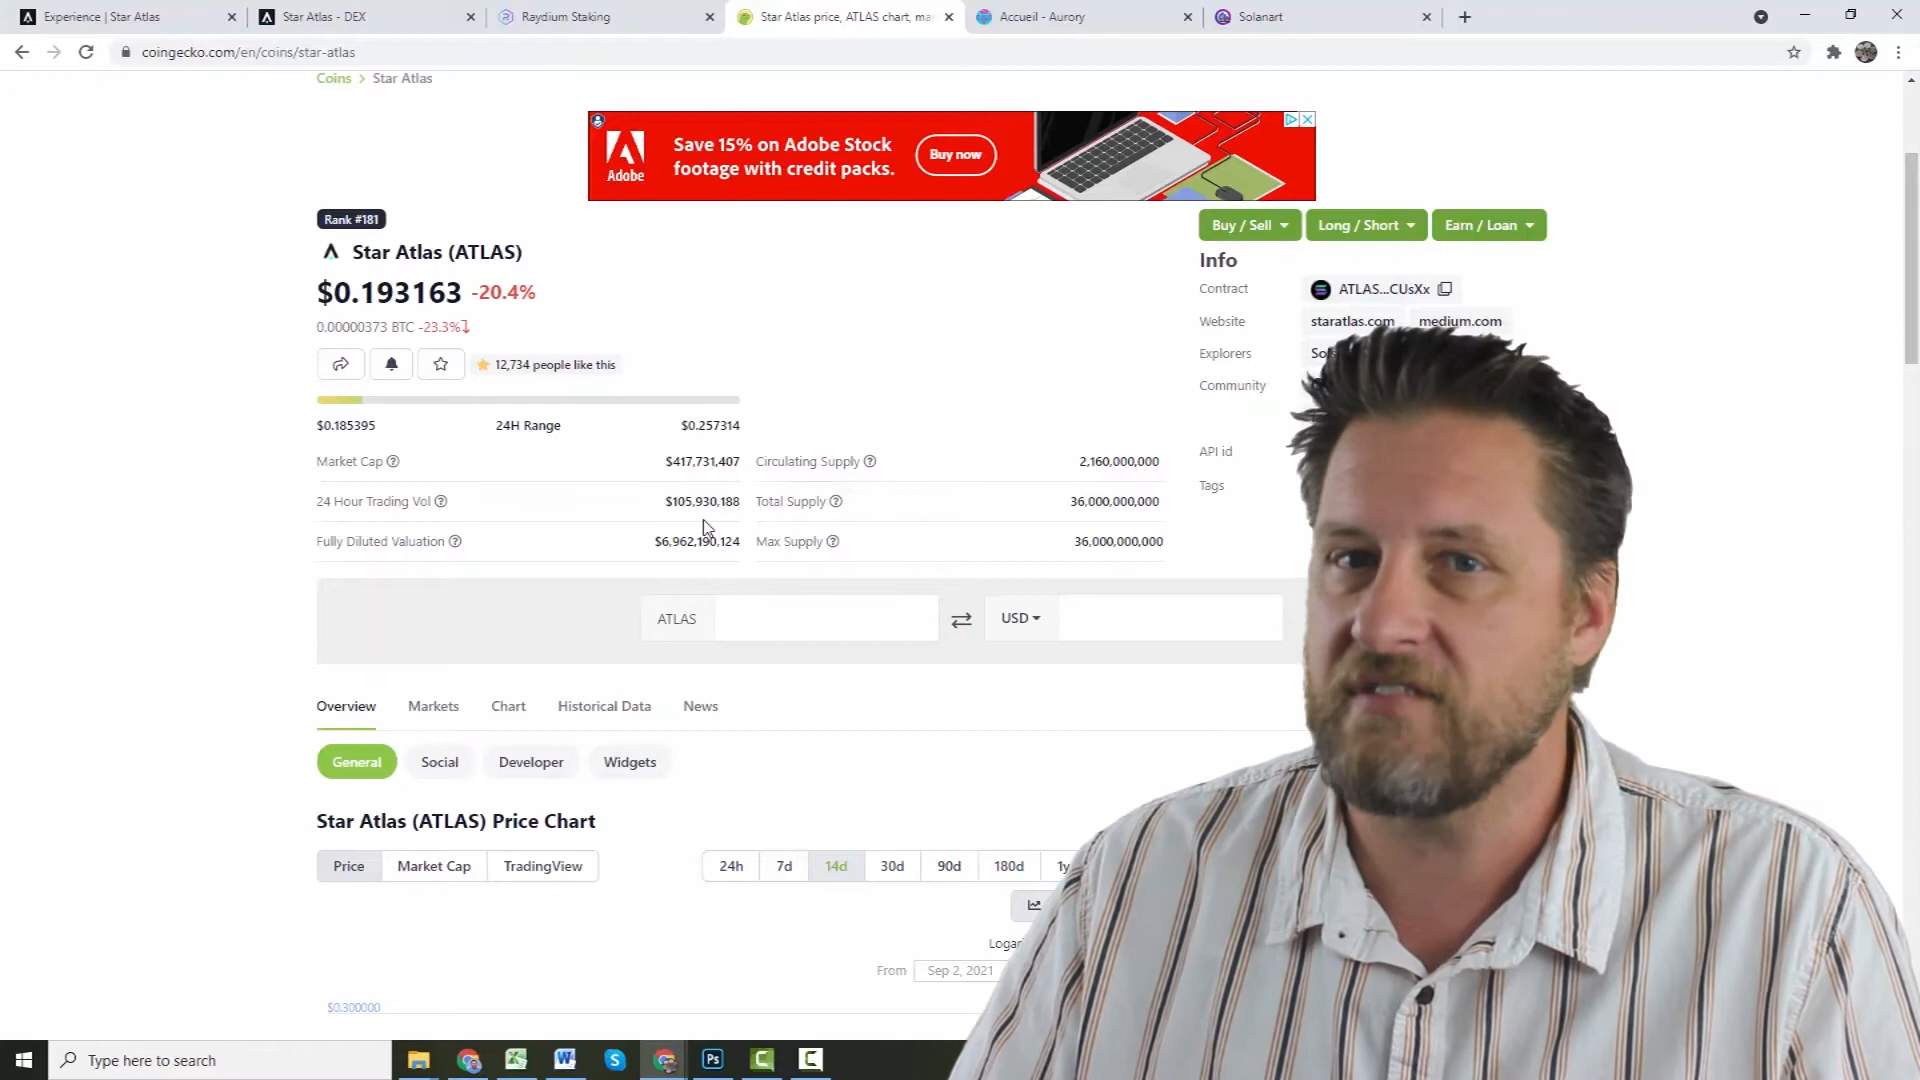 Experience | Star Atlas
Star Atlas - DEX
Raydium Staking
Star Atlas price, ATLAS chart, ma
Accueil - Aurory
Solanart
coingecko.com/en/coins/star-atlas
Coins > Star Atlas
Adobe
Save 15% on Adobe Stock
footage with credit packs.
Buy now
Rank #181
Star Atlas (ATLAS)
$0.193163 -20.4%
0.00000373 BTC -23.3%
12,734 people like this
$0.185395 24H Range $0.257314
Market Cap $417,731,407
24 Hour Trading Vol $105,930,188
Fully Diluted Valuation $6,962,190,124
Circulating Supply 2,160,000,000
Total Supply 36,000,000,000
Max Supply 36,000,000,000
Buy / Sell Long / Short Earn / Loan
Info
Contract ATLAS...CUsXx
Website staratlas.com medium.com
Explorers
Community
API id
Tags
ATLAS USD
Overview Markets Chart Historical Data News
General Social Developer Widgets
Star Atlas (ATLAS) Price Chart
Price Market Cap TradingView
24h 7d 14d 30d 90d 180d 1y
From Sep 2, 2021
$0.300000
Type here to search